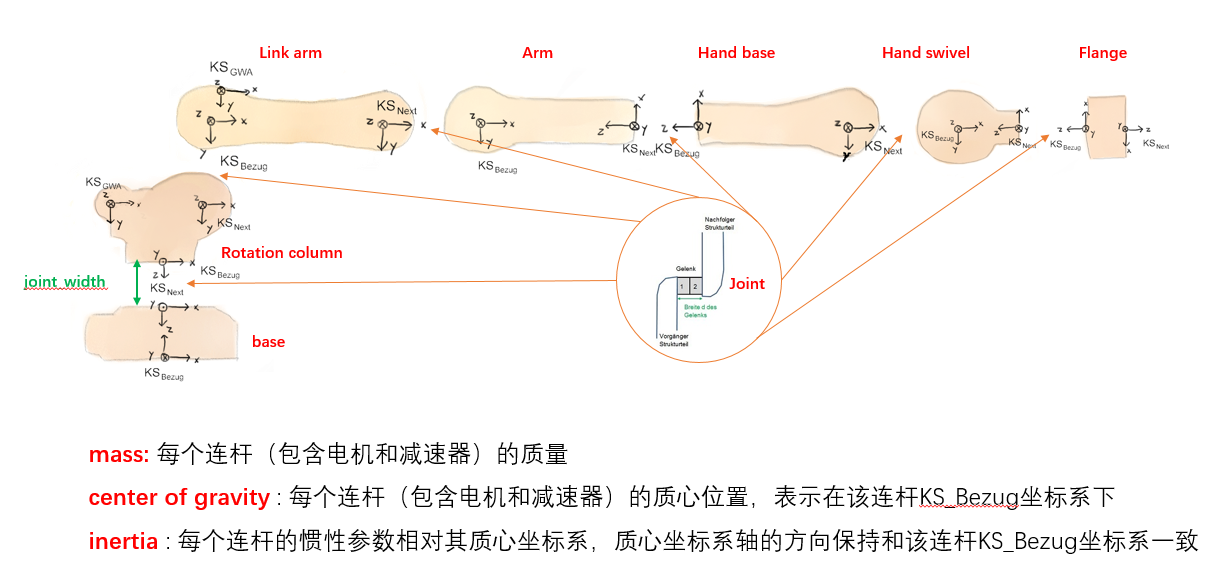 Link arm
Arm
Hand base
Hand swivel
Flange
KS_GWA
z
x
y
z
x
y
KS_Bezug
KS_Next
z
x
y
z
x
y
KS_Bezug
x
z
y
KS_Next
x
z
y
KS_Bezug
z
x
y
KS_Next
KS_Bezug
z
x
y
x
z
y
KS_Next
x
z
y
KS_Bezug
y
z
x
KS_Next
KS_GWA
z
x
y
z
x
y
KS_Next
Rotation column
y
x
z
KS_Bezug
KS_Next
joint_width
y
x
z
y
x
KS_Bezug
base
Nachfolger
Strukturteil
Gelenk
1 2
Joint
Breite d des
Gelenks
Vorgänger
Strukturteil
mass: 每个连杆（包含电机和减速器）的质量
center of gravity : 每个连杆（包含电机和减速器）的质心位置，表示在该连杆KS_Bezug坐标系下
inertia : 每个连杆的惯性参数相对其质心坐标系，质心坐标系轴的方向保持和该连杆KS_Bezug坐标系一致